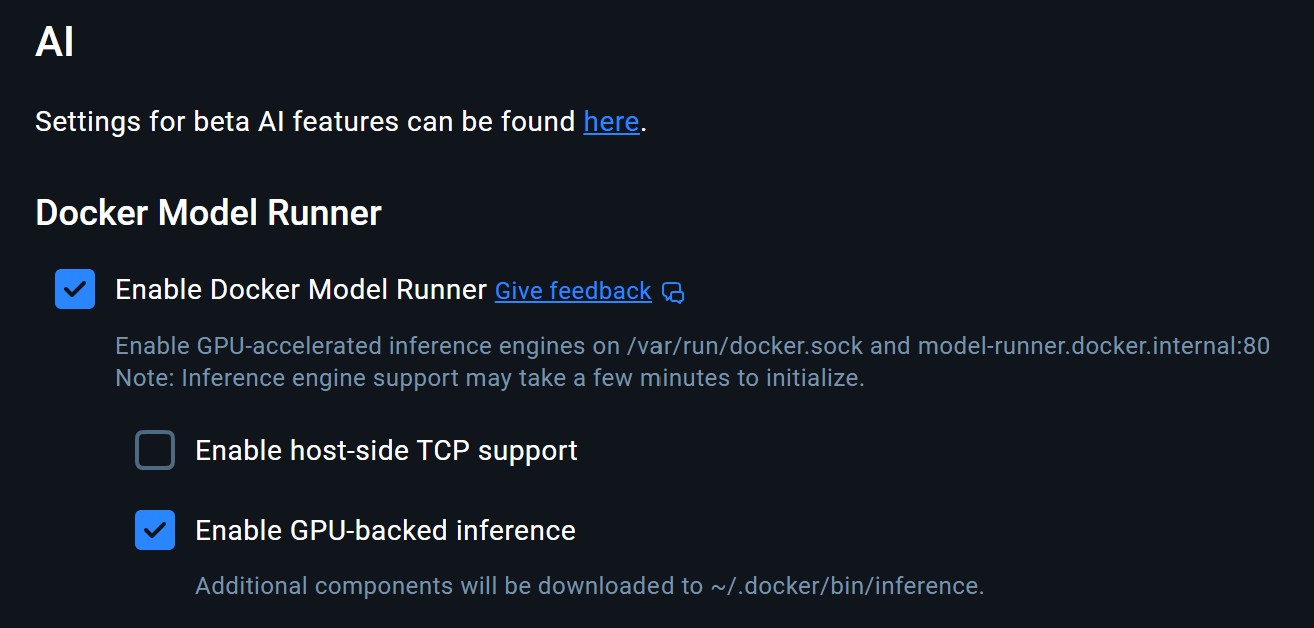 AI
Settings for beta AI features can be found here.
Docker Model Runner
Enable Docker Model Runner Give feedback
Enable GPU-accelerated inference engines on /var/run/docker.sock and model-runner.docker.internal:80
Note: Inference engine support may take a few minutes to initialize.
Enable host-side TCP support
Enable GPU-backed inference
Additional components will be downloaded to ~/.docker/bin/inference.